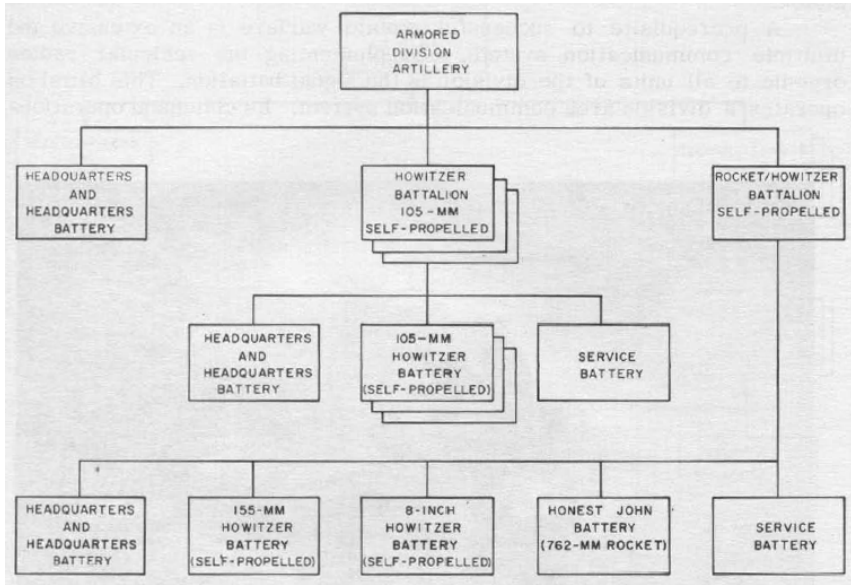 ARMORED
DIVISION
ARTILLERY
HEADQUARTERS
AND
HEADQUARTERS
BATTERY
HOWITZER
BATTALION
105-MM
SELF-PROPELLED
ROCKET/HOWITZER
BATTALION
SELF-PROPELLED
HEADQUARTERS
AND
HEADQUARTERS
BATTERY
105-MM
HOWITZER
BATTERY
(SELF-PROPELLED)
SERVICE
BATTERY
HEADQUARTERS
AND
HEADQUARTERS
BATTERY
155-MM
HOWITZER
BATTERY
(SELF-PROPELLED)
8-INCH
HOWITZER
BATTERY
(SELF-PROPELLED)
HONEST JOHN
BATTERY
(762-MM ROCKET)
SERVICE
BATTERY